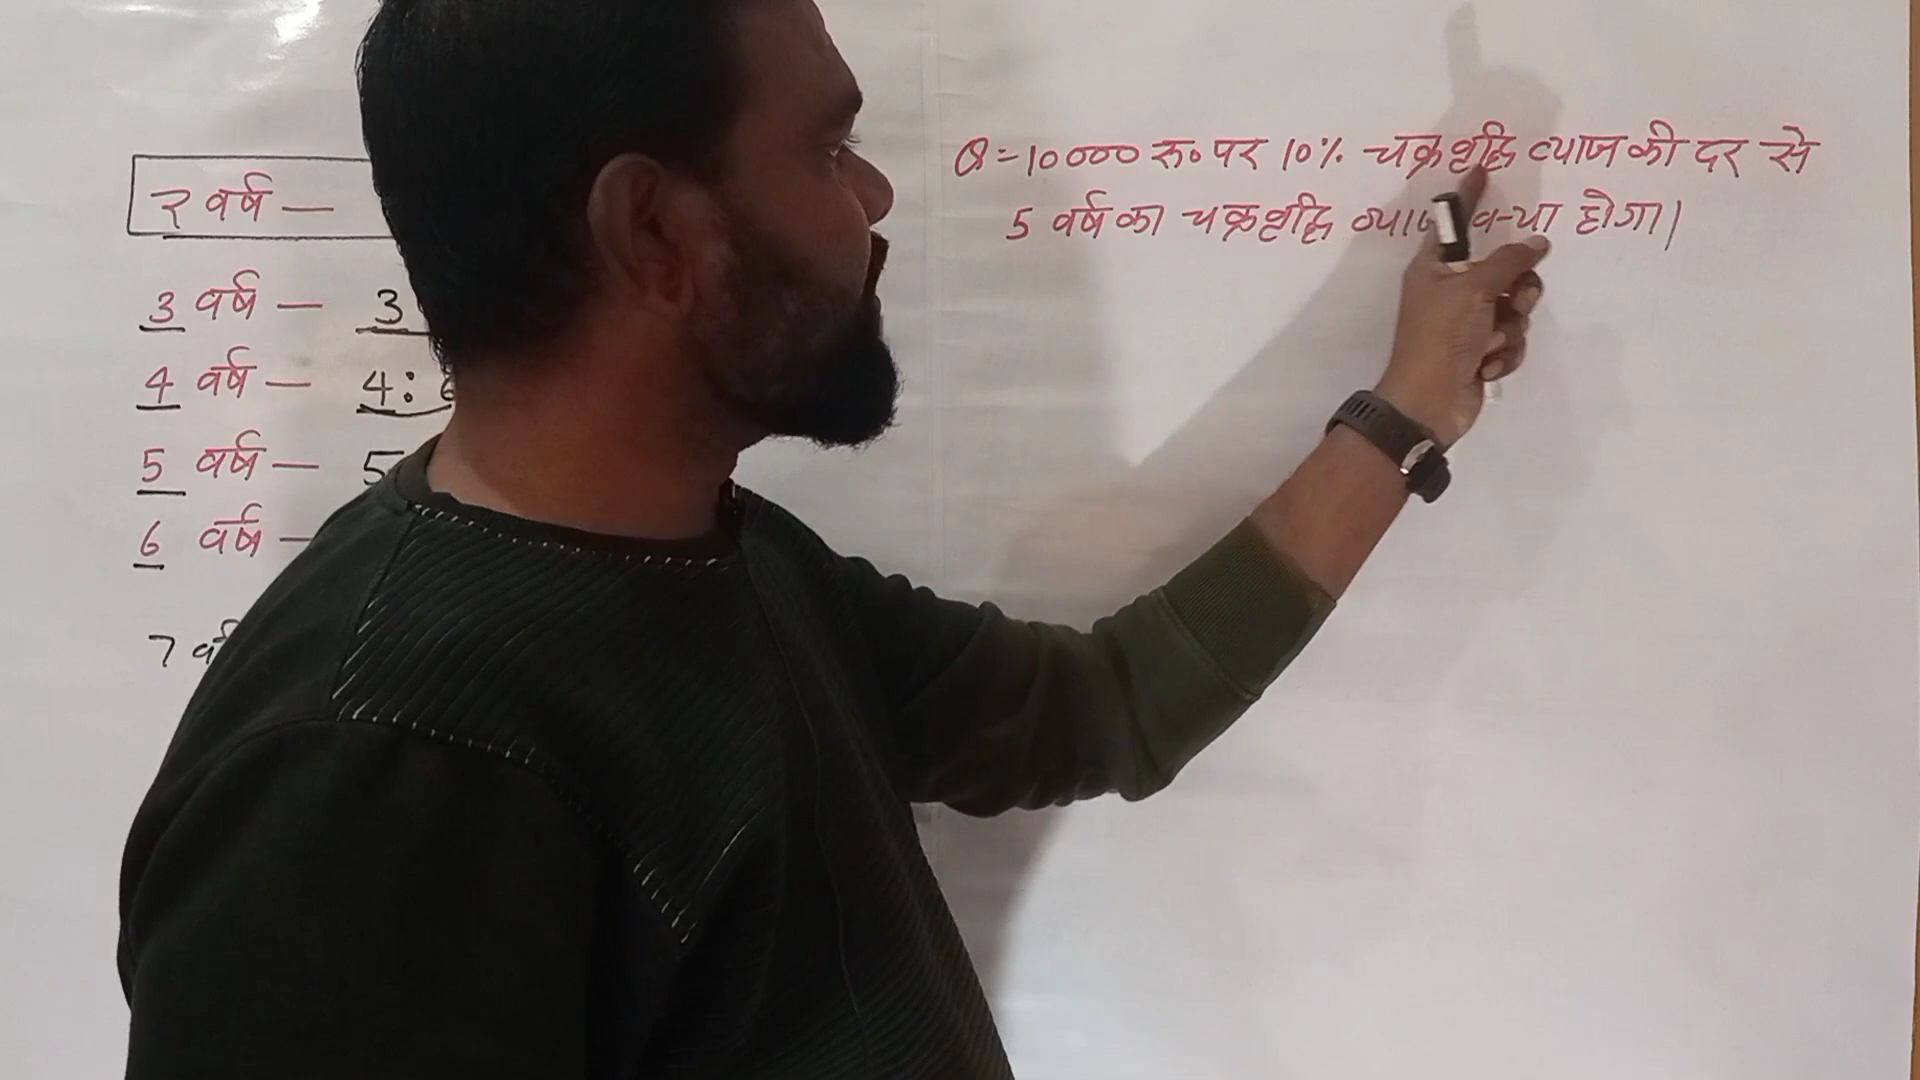 2 वर्ष —
3 वर्ष — 3
4 वर्ष — 4:6
5 वर्ष — 5
6 वर्ष —
7
Q=10000 रु० पर 10% चक्रवृद्धि ब्याज की दर से
5 वर्ष का चक्रवृद्धि ब्याज क्या होगा।